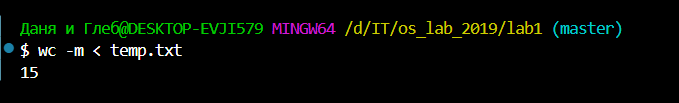 Даня и Глеб@DESKTOP-EVJI579 MINGW64 /d/IT/os_lab_2019/lab1 (master)
$ wc -m < temp.txt
15